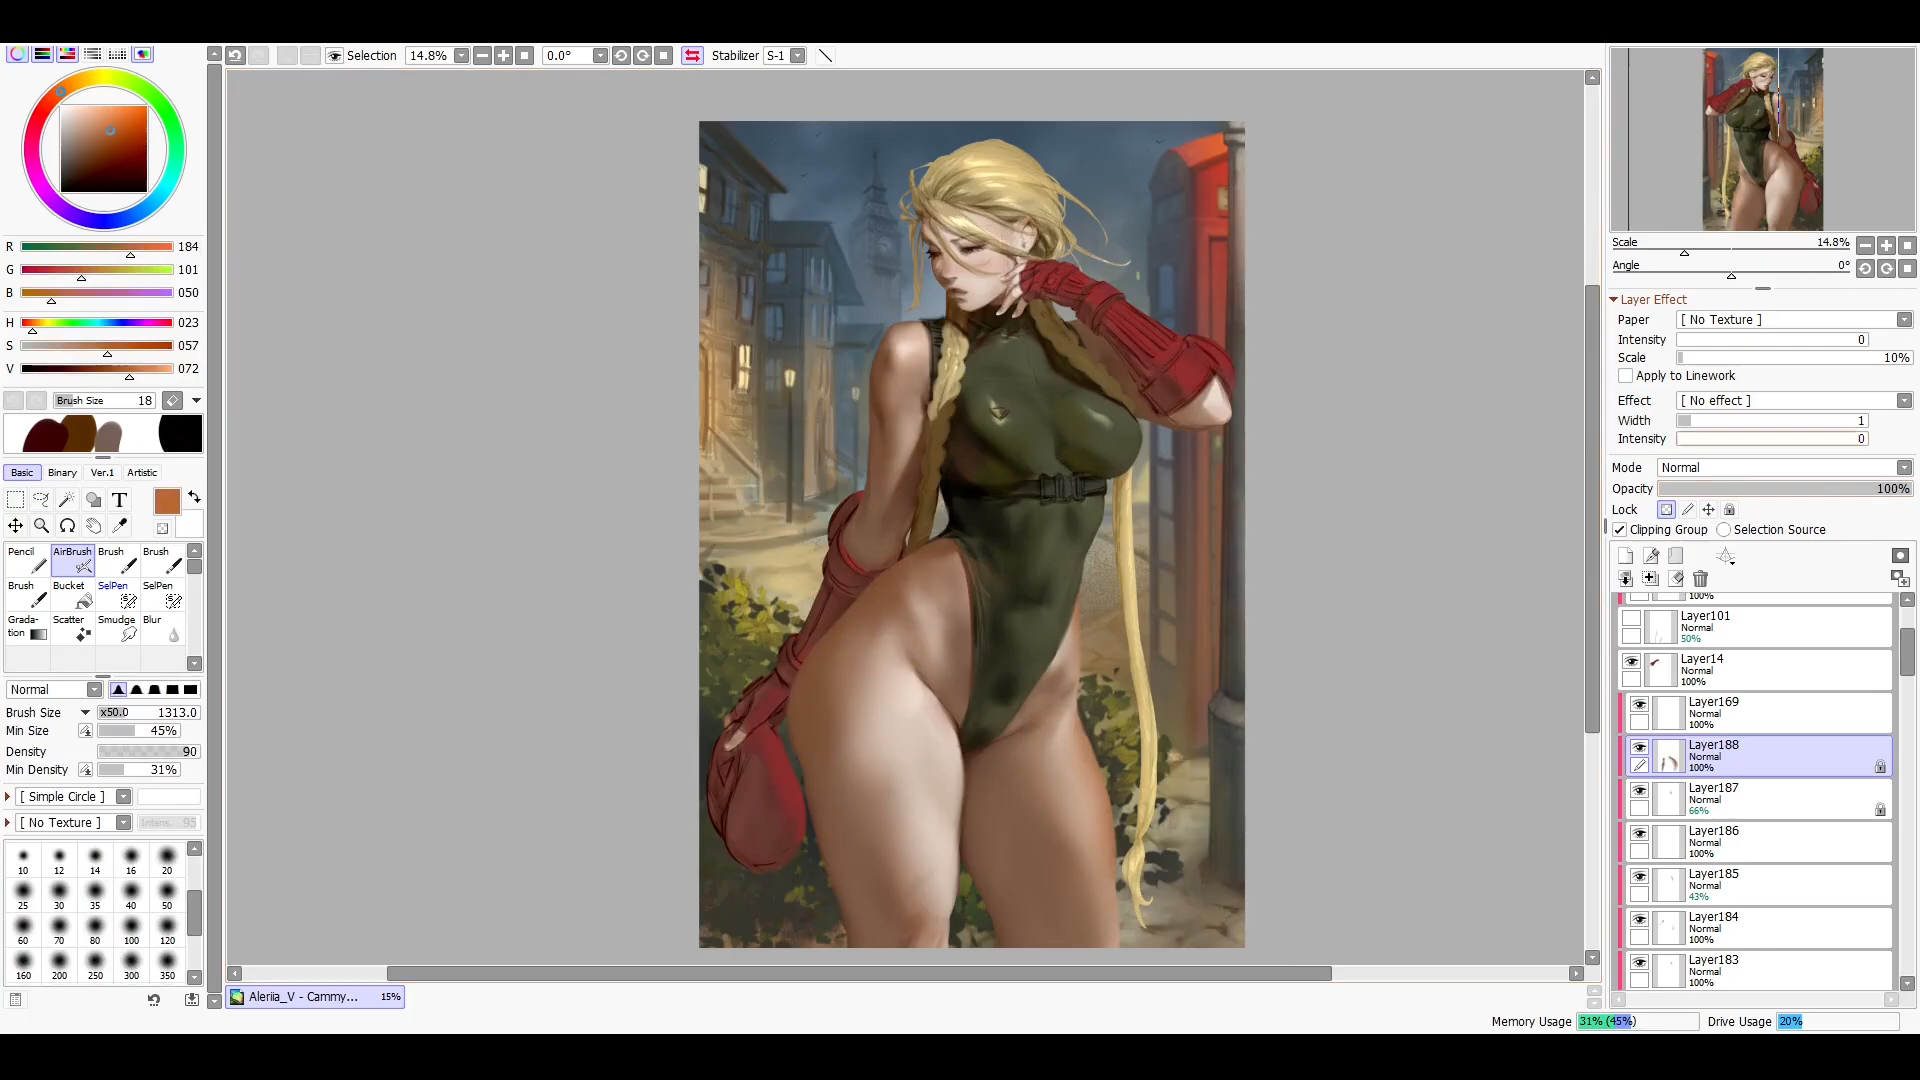 Selection
14.8%
0.0°
Stabilizer
S-1
R
184
G
101
B
050
H
023
S
057
V
072
Brush Size
18
Basic
Binary
Ver.1
Artistic
T
Pencil
AirBrush
Brush
Brush
Brush
Bucket
SelPen
SelPen
Grada-
tion
Scatter
Smudge
Blur
Normal
Brush Size
x50.0
1313.0
Min Size
45%
Density
90
Min Density
31%
[ Simple Circle ]
[ No Texture ]
Intens.
95
10
12
14
16
20
25
30
35
40
50
60
70
80
100
120
160
200
250
300
350
Aleriia_V - Cammy...
15%
Scale
14.8%
Angle
0°
Layer Effect
Paper
[ No Texture ]
Intensity
0
Scale
10%
Apply to Linework
Effect
[ No effect ]
Width
1
Intensity
0
Mode
Normal
Opacity
100%
Lock
Clipping Group
Selection Source
100%
Layer101
Normal
50%
Layer14
Normal
100%
Layer169
Normal
100%
Layer188
Normal
100%
Layer187
Normal
66%
Layer186
Normal
100%
Layer185
Normal
43%
Layer184
Normal
100%
Layer183
Normal
100%
Memory Usage
31% (45%)
Drive Usage
20%